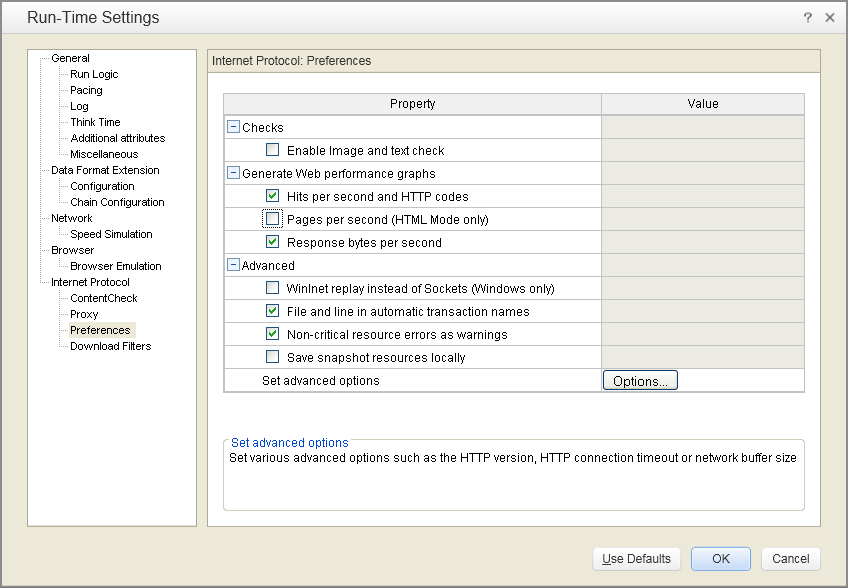 Run-Time Settings
General
Run Logic
Pacing
Log
Think Time
Additional attributes
Miscellaneous
Data Format Extension
Configuration
Chain Configuration
Network
Speed Simulation
Browser
Browser Emulation
Internet Protocol
ContentCheck
Proxy
Preferences
Download Filters
Internet Protocol: Preferences
Property Value
Checks
Enable Image and text check
Generate Web performance graphs
Hits per second and HTTP codes
Pages per second (HTML Mode only)
Response bytes per second
Advanced
WinInet replay instead of Sockets (Windows only)
File and line in automatic transaction names
Non-critical resource errors as warnings
Save snapshot resources locally
Set advanced options Options...
Set advanced options
Set various advanced options such as the HTTP version, HTTP connection timeout or network buffer size
Use Defaults OK Cancel